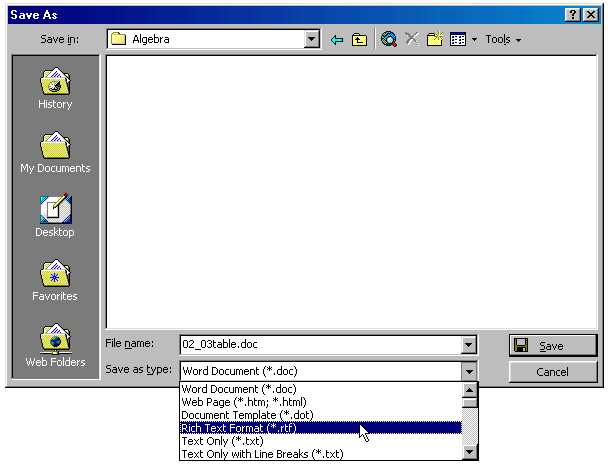 Save As
Save in:
Algebra
Tools
History
My Documents
Desktop
Favorites
Web Folders
File name:
02_03table.doc
Save
Save as type:
Word Document (*.doc)
Cancel
Word Document (*.doc)
Web Page (*.htm; *.html)
Document Template (*.dot)
Rich Text Format (*.rtf)
Text Only (*.txt)
Text Only with Line Breaks (*.txt)